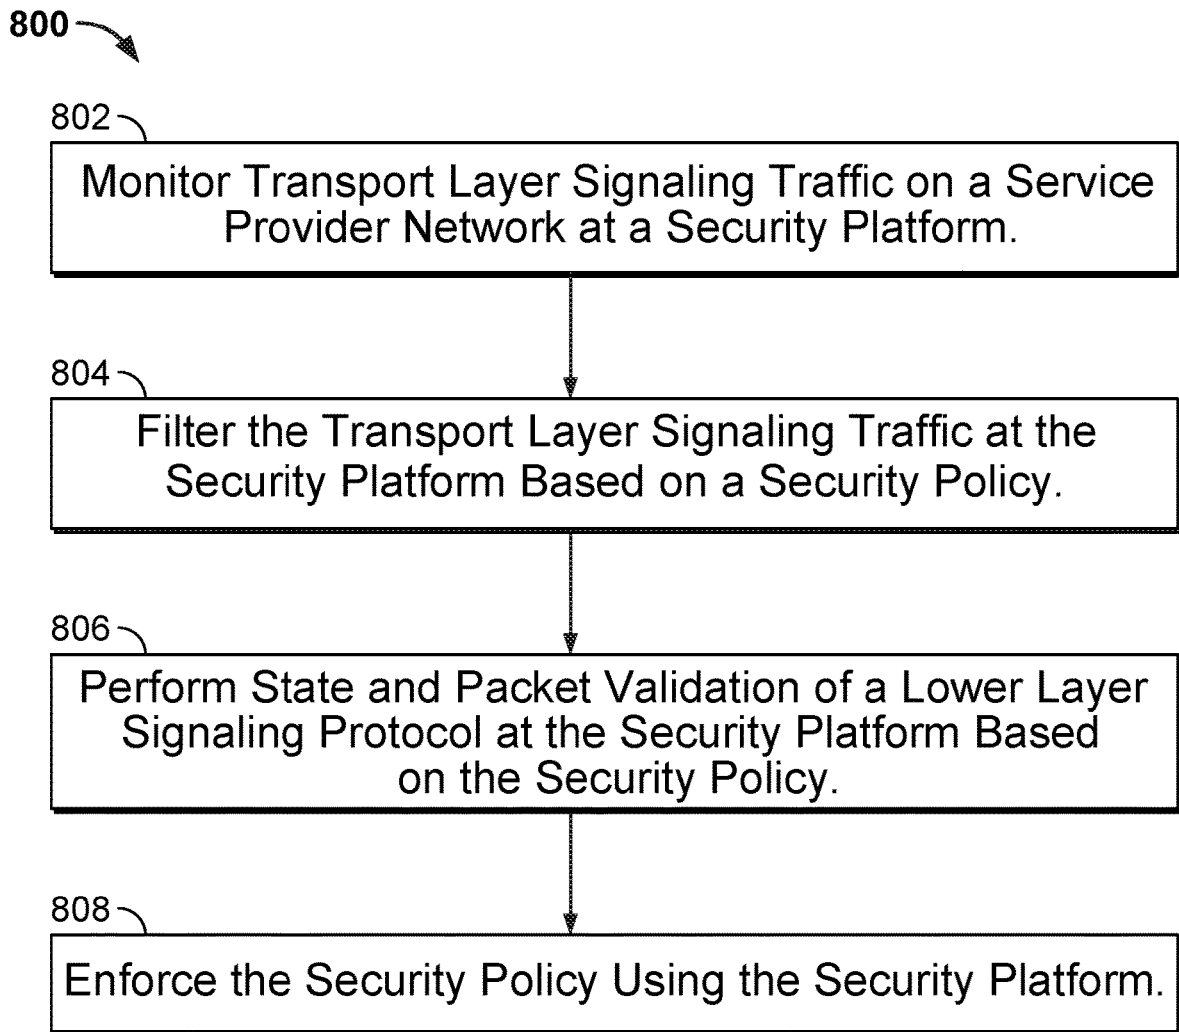 800
802
Monitor Transport Layer Signaling Traffic on a Service
Provider Network at a Security Platform.
804
Filter the Transport Layer Signaling Traffic at the
Security Platform Based on a Security Policy.
806
Perform State and Packet Validation of a Lower Layer
Signaling Protocol at the Security Platform Based
on the Security Policy.
808
Enforce the Security Policy Using the Security Platform.